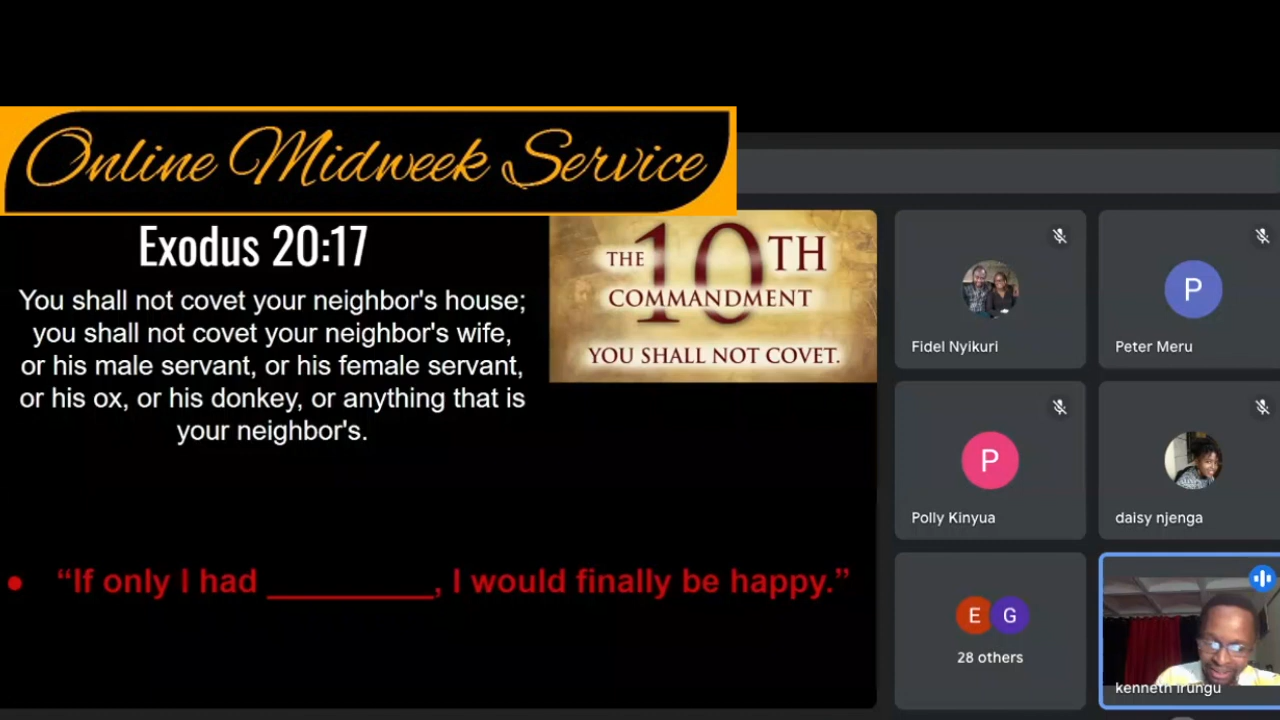 Online Midweek Service
Exodus 20:17
You shall not covet your neighbor's house;
you shall not covet your neighbor's wife,
or his male servant, or his female servant,
or his ox, or his donkey, or anything that is
your neighbor's.
THE 10TH
COMMANDMENT
YOU SHALL NOT COVET.
• “If only I had __________, I would finally be happy.”
Fidel Nyikuri
P
Peter Meru
P
Polly Kinyua
daisy njenga
E G
28 others
kenneth irungu